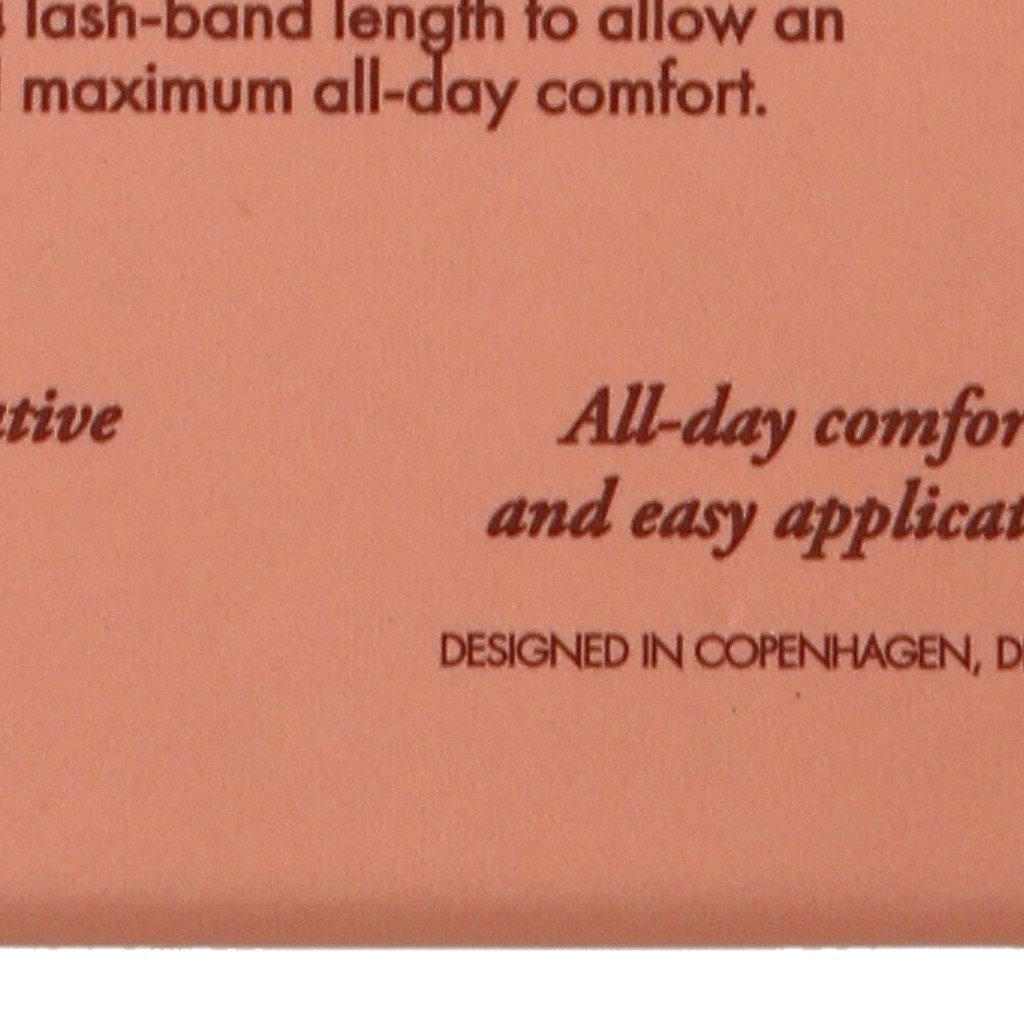 lash-band length to allow an
maximum all-day comfort.
ative
All-day comfor
and easy applicat
DESIGNED IN COPENHAGEN, D